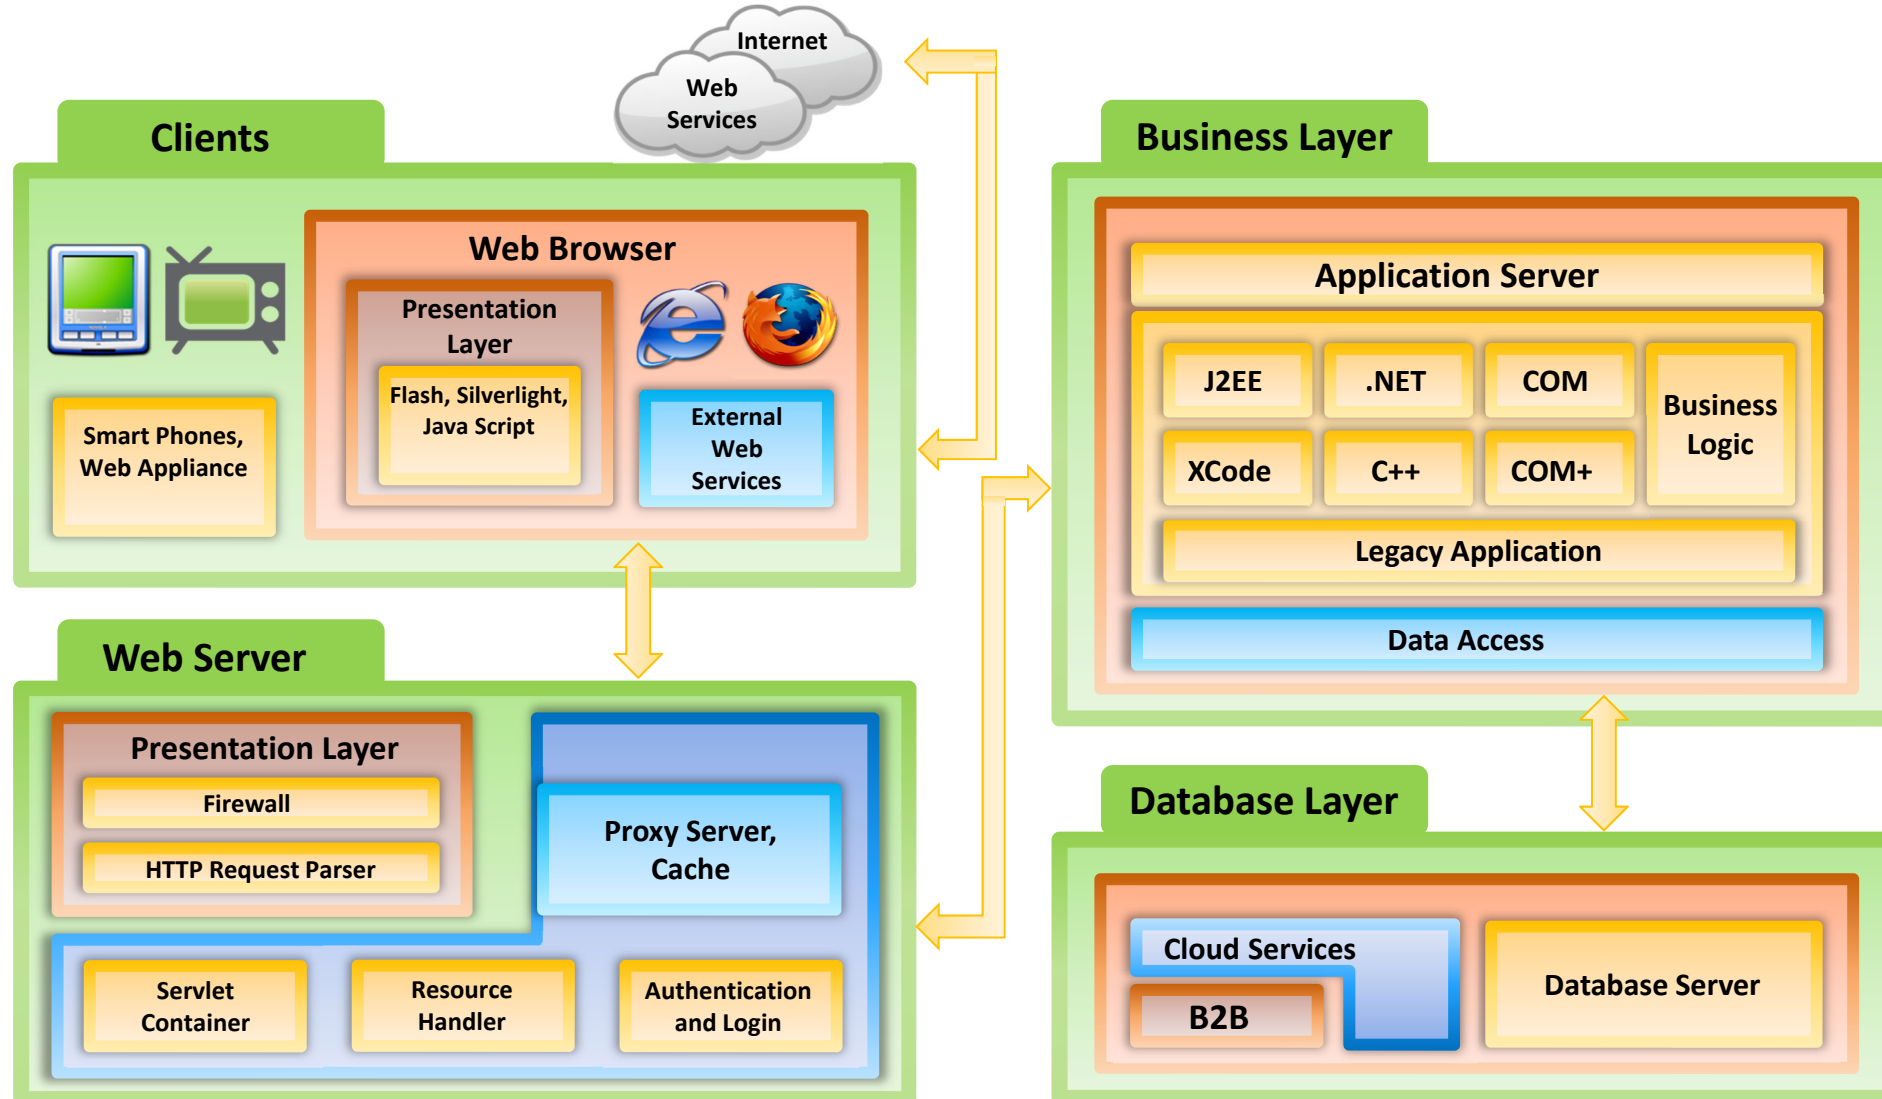 Internet
Web
Services
Clients
Web Browser
Presentation
Layer
Flash, Silverlight,
Java Script
External
Web
Services
Smart Phones,
Web Appliance
Business Layer
Application Server
J2EE
.NET
COM
Business
Logic
XCode
C++
COM+
Legacy Application
Data Access
Web Server
Presentation Layer
Firewall
HTTP Request Parser
Proxy Server,
Cache
Servlet
Container
Resource
Handler
Authentication
and Login
Database Layer
Cloud Services
B2B
Database Server